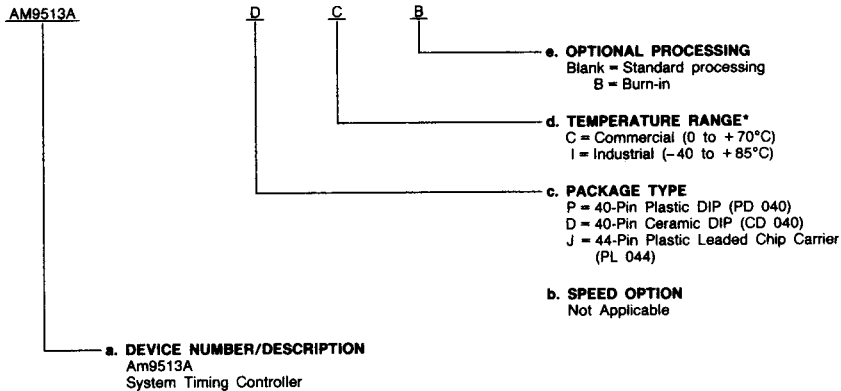 AM9513A D C B
e. OPTIONAL PROCESSING
Blank = Standard processing
B = Burn-in
d. TEMPERATURE RANGE*
C = Commercial (0 to +70°C)
I = Industrial (−40 to +85°C)
c. PACKAGE TYPE
P = 40-Pin Plastic DIP (PD 040)
D = 40-Pin Ceramic DIP (CD 040)
J = 44-Pin Plastic Leaded Chip Carrier
(PL 044)
b. SPEED OPTION
Not Applicable
a. DEVICE NUMBER/DESCRIPTION
Am9513A
System Timing Controller